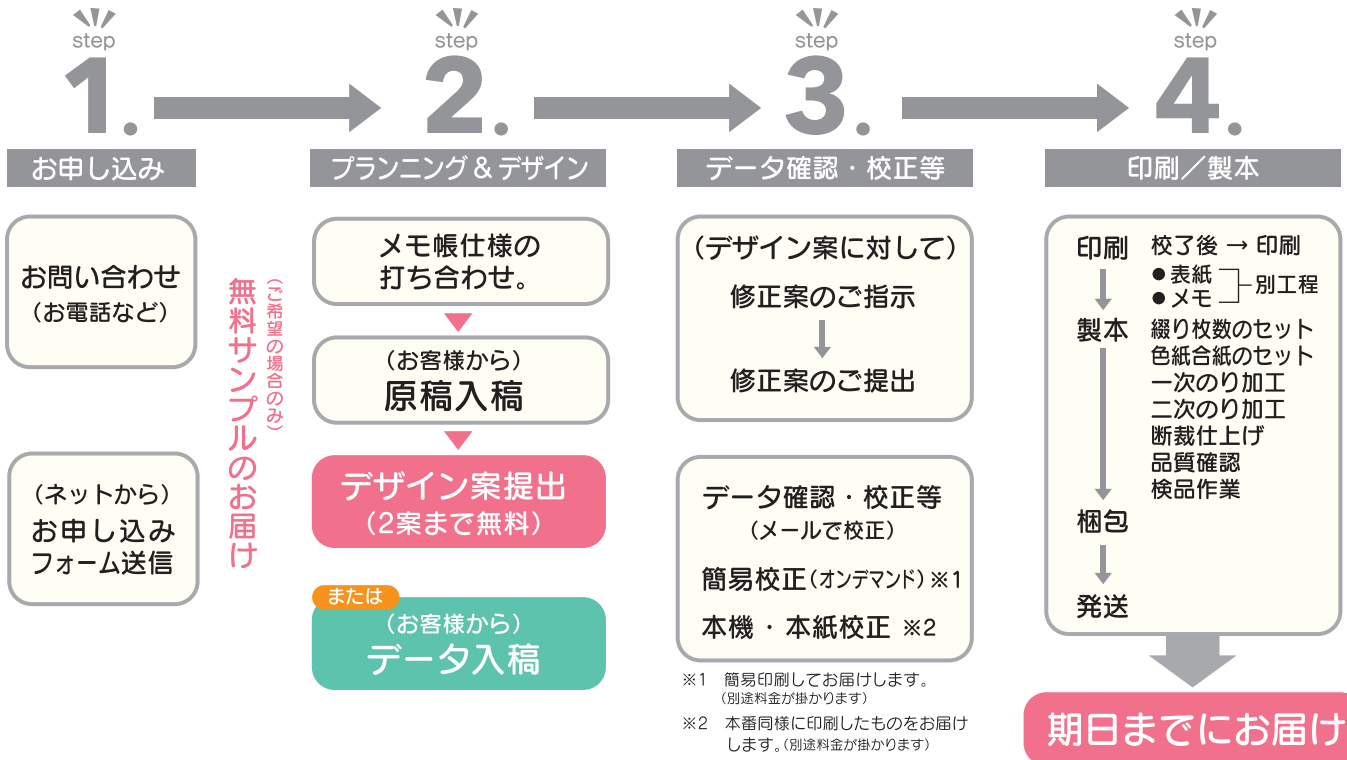 step
1.
お申し込み
お問い合わせ
（お電話など）
（ネットから）
お申し込み
フォーム送信
（ご希望の場合のみ）
無料サンプルのお届け
step
2.
プランニング＆デザイン
メモ帳仕様の
打ち合わせ。
（お客様から）
原稿入稿
デザイン案提出
（2案まで無料）
または
（お客様から）
データ入稿
step
3.
データ確認・校正等
（デザイン案に対して）
修正案のご指示
修正案のご提出
データ確認・校正等
（メールで校正）
簡易校正（オンデマンド）※1
本機・本紙校正 ※2
※1 簡易印刷してお届けします。
（別途料金が掛かります）
※2 本番同様に印刷したものをお届け
します。（別途料金が掛かります）
step
4.
印刷／製本
印刷 校了後 → 印刷
●表紙
●メモ
別工程
製本 綴り枚数のセット
色紙合紙のセット
一次のり加工
二次のり加工
断裁仕上げ
品質確認
検品作業
梱包
発送
期日までにお届け